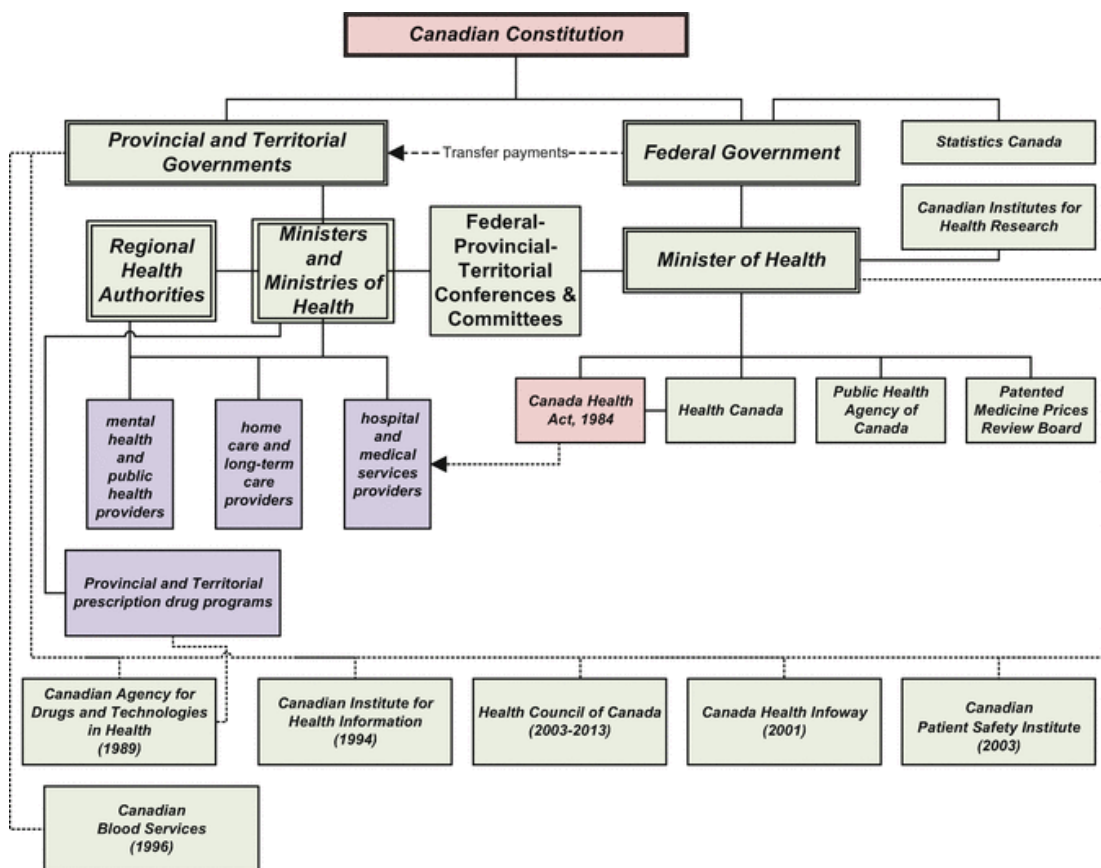 Canadian Constitution
Provincial and Territorial
Governments
Transfer payments
Federal Government
Statistics Canada
Canadian Institutes for
Health Research
Regional
Health
Authorities
Ministers
and
Ministries of
Health
Federal-
Provincial-
Territorial
Conferences &
Committees
Minister of Health
mental
health
and
public
health
providers
home
care and
long-term
care
providers
hospital
and
medical
services
providers
Canada Health
Act, 1984
Health Canada
Public Health
Agency of
Canada
Patented
Medicine Prices
Review Board
Provincial and Territorial
prescription drug programs
Canadian Agency for
Drugs and Technologies
in Health
(1989)
Canadian Institute for
Health Information
(1994)
Health Council of Canada
(2003-2013)
Canada Health Infoway
(2001)
Canadian
Patient Safety Institute
(2003)
Canadian
Blood Services
(1996)